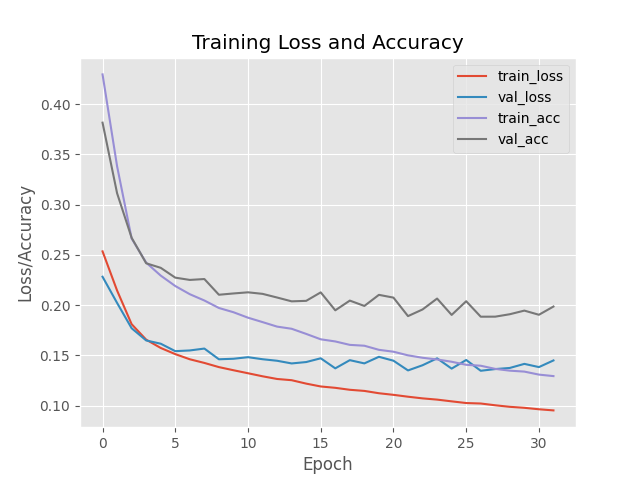 Training Loss and Accuracy
train_loss
val_loss
train_acc
val_acc
Loss/Accuracy
0.40
0.35
0.30
0.25
0.20
0.15
0.10
0 5 10 15 20 25 30
Epoch